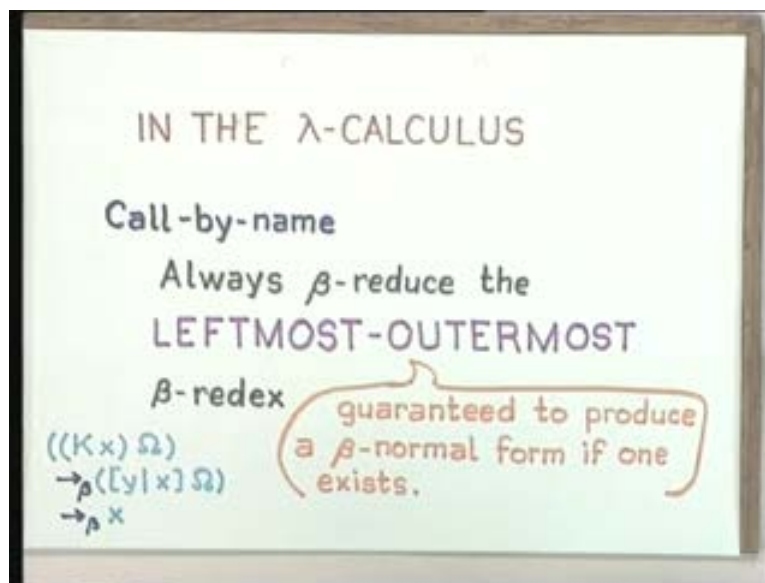 IN THE λ-CALCULUS
Call-by-name
Always β-reduce the
LEFTMOST-OUTERMOST
β-redex
guaranteed to produce
a β-normal form if one
exists.
((Kx)Ω)
→β([y|x]Ω)
→β x